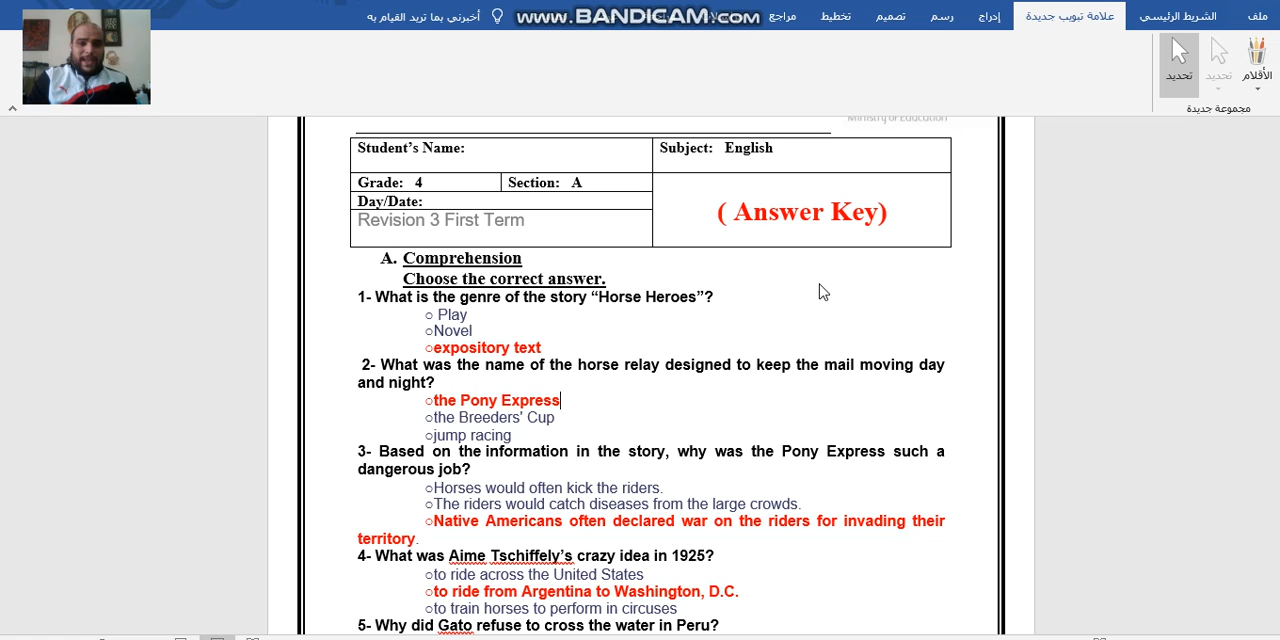 ملف
الشريط الرئيسي
علامة تبويب جديدة
إدراج
رسم
تصميم
تخطيط
مراجع
www.BANDICAM.com
أخبرني بما تريد القيام به
الأقلام
تحديد
تحديد
مجموعة جديدة
Ministry of Education
Student's Name:
Subject: English
Grade: 4
Section: A
Day/Date:
Revision 3 First Term
( Answer Key)
A. Comprehension
Choose the correct answer.
1- What is the genre of the story “Horse Heroes”?
○ Play
○Novel
○expository text
2- What was the name of the horse relay designed to keep the mail moving day
and night?
○the Pony Express
○the Breeders' Cup
○jump racing
3- Based on the information in the story, why was the Pony Express such a
dangerous job?
○Horses would often kick the riders.
○The riders would catch diseases from the large crowds.
○Native Americans often declared war on the riders for invading their
territory.
4- What was Aime Tschiffely’s crazy idea in 1925?
○to ride across the United States
○to ride from Argentina to Washington, D.C.
○to train horses to perform in circuses
5- Why did Gato refuse to cross the water in Peru?